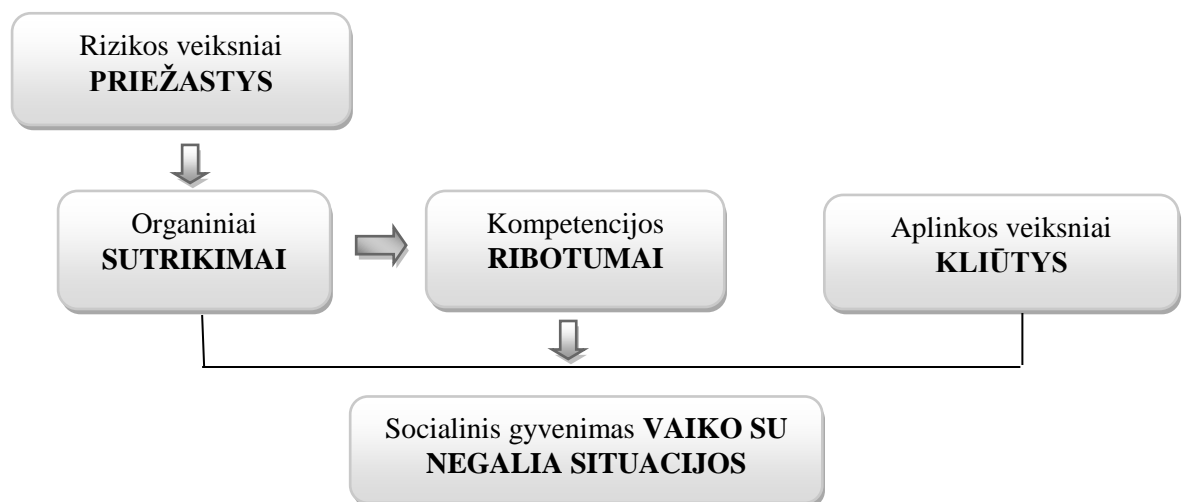 Rizikos veiksniai
PRIEŽASTYS
Organiniai
SUTRIKIMAI
Kompetencijos
RIBOTUMAI
Aplinkos veiksniai
KLIŪTYS
Socialinis gyvenimas VAIKO SU
NEGALIA SITUACIJOS